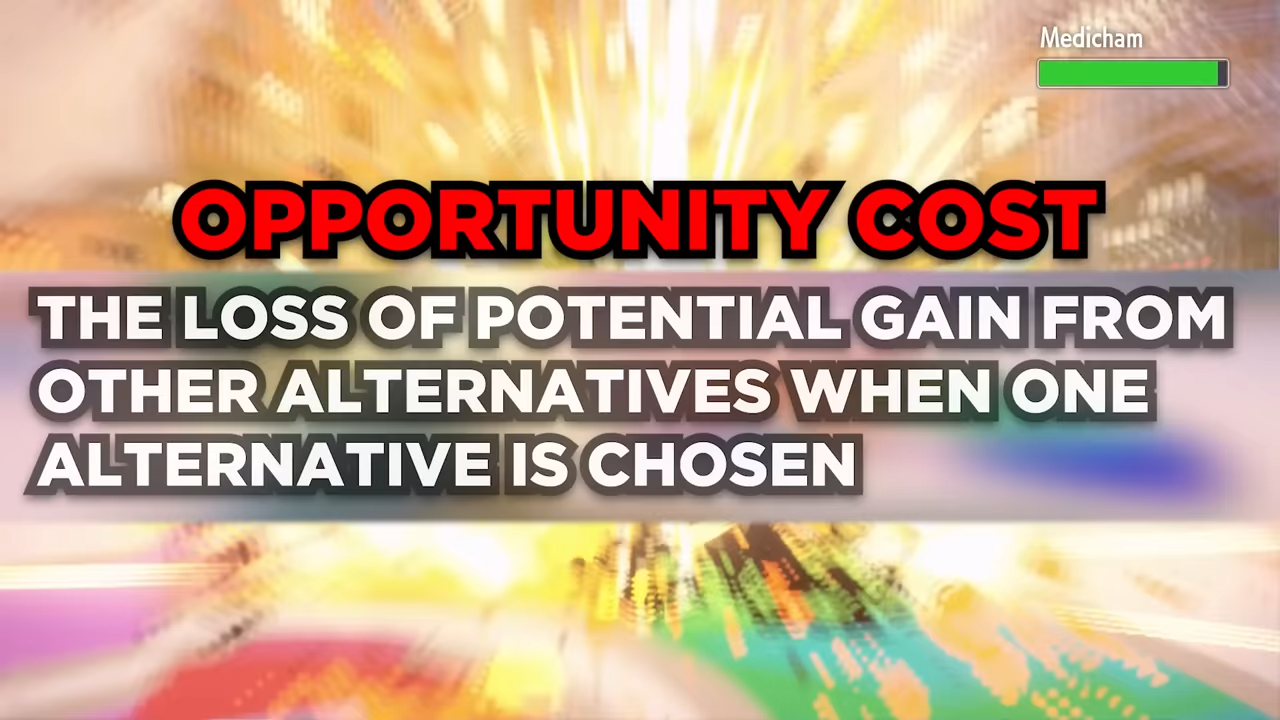 Medicham
OPPORTUNITY COST
THE LOSS OF POTENTIAL GAIN FROM
OTHER ALTERNATIVES WHEN ONE
ALTERNATIVE IS CHOSEN